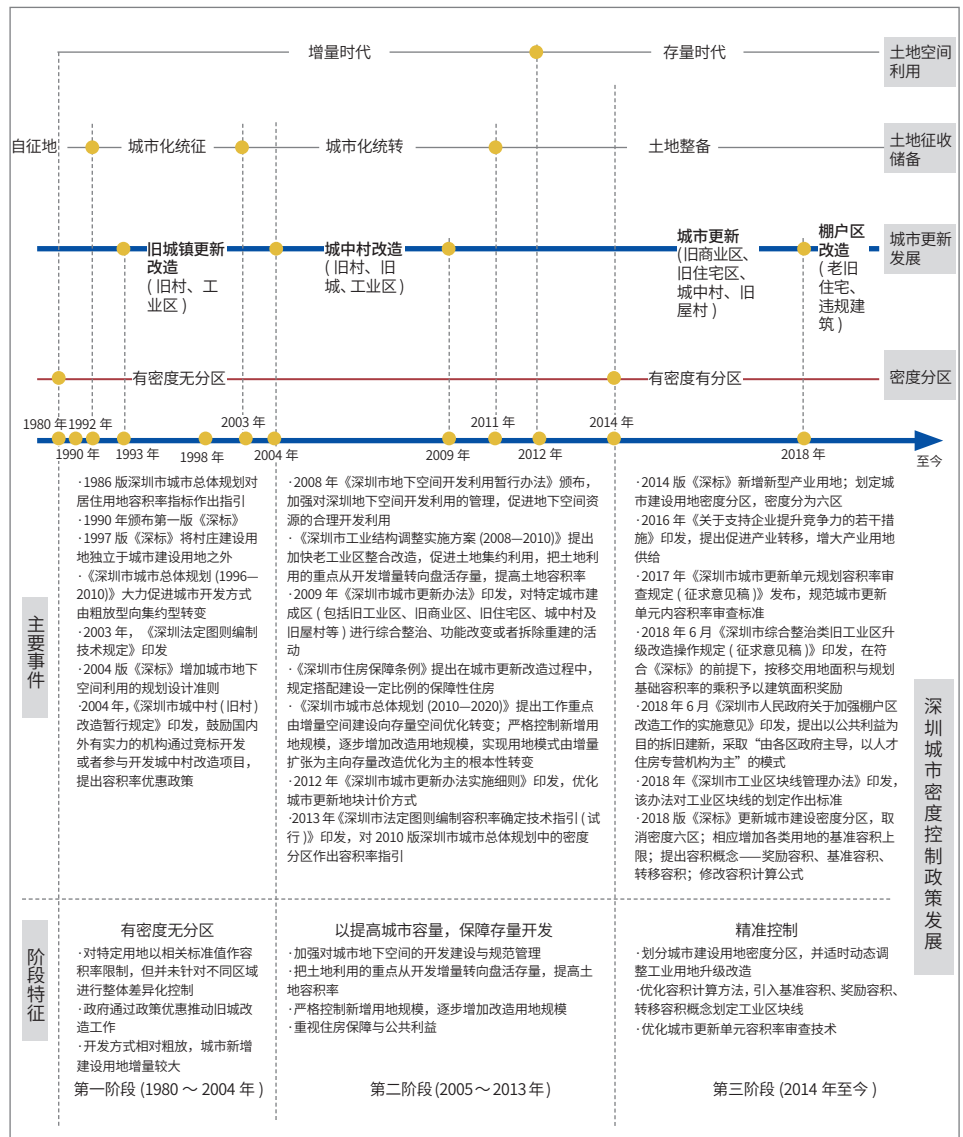 增量时代
存量时代
土地空间
利用
自征地
城市化统征
城市化统转
土地整备
土地征收
储备
旧城镇更新
改造
(旧村、工
业区)
城中村改造
(旧村、旧
城、工业区)
城市更新
(旧商业区、
旧住宅区、
城中村、旧
屋村)
棚户区
改造
(老旧
住宅、
违规建
筑)
城市更新
发展
有密度无分区
有密度有分区
密度分区
1980 年
1992 年
2003 年
2011 年
2014 年
1990 年
1993 年
1998 年
2004 年
2009 年
2012 年
2018 年
至今
主要事件
·1986 版深圳市城市总体规划对
居住用地容积率指标作出指引
·1990 年颁布第一版《深标》
·1997 版《深标》将村庄建设用
地独立于城市建设用地之外
·《深圳市城市总体规划 (1996—
2010)》大力促进城市开发方式
由粗放型向集约型转变
·2003 年，《深圳法定图则编制
技术规定》印发
·2004 版《深标》增加城市地下
空间利用的规划设计准则
·2004年，《深圳市城中村 (旧村)
改造暂行规定》印发，鼓励国内
外有实力的机构通过竞标开发
或者参与开发城中村改造项目，
提出容积率优惠政策
·2008 年《深圳市地下空间开发利用暂行办法》颁布，
加强对深圳地下空间开发利用的管理，促进地下空间资
源的合理开发利用
·《深圳市工业结构调整实施方案 (2008—2010)》提出
加快老工业区整合改造，促进土地集约利用，把土地利
用的重点从开发增量转向盘活存量，提高土地容积率
·2009 年《深圳市城市更新办法》印发，对特定城市建
成区 (包括旧工业区、旧商业区、旧住宅区、城中村及
旧屋村等) 进行综合整治、功能改变或者拆除重建的活
动
·《深圳市住房保障条例》提出在城市更新改造过程中，
规定搭配建设一定比例的保障性住房
·《深圳市城市总体规划 (2010—2020)》提出工作重点
由增量空间建设向存量空间优化转变；严格控制新增用
地规模，逐步增加改造用地规模，实现用地模式由增量
扩张为主向存量改造优化为主的根本性转变
·2012 年《深圳市城市更新办法实施细则》印发，优化
城市更新地块计价方式
·2013年《深圳市法定图则编制容积率确定技术指引 (试
行)》印发，对 2010 版深圳市城市总体规划中的密度
分区作出容积率指引
·2014 版《深标》新增新型产业用地；划定城
市建设用地密度分区，密度分为六区
·2016 年《关于支持企业提升竞争力的若干措
施》印发，提出促进产业转移，增大产业用地
供给
·2017 年《深圳市城市更新单元规划容积率审
查规定 (征求意见稿)》发布，规范城市更新
单元内容积率审查标准
·2018 年 6 月《深圳市综合整治类旧工业区升
级改造操作规定 (征求意见稿)》印发，在符
合《深标》的前提下，按移交用地面积与规划
基础容积率的乘积予以建筑面积奖励
·2018 年 6 月《深圳市人民政府关于加强棚户区
改造工作的实施意见》印发，提出以公共利益为
目的拆旧建新，采取“由各区政府主导，以人才
住房专营机构为主”的模式
·2018 年《深圳市工业区块线管理办法》印发，
该办法对工业区块线的划定作出标准
·2018 版《深标》更新城市建设密度分区，取
消密度六区；相应增加各类用地的基准容积上
限；提出容积概念——奖励容积、基准容积、
转移容积；修改容积计算公式
深圳城市密度控制政策发展
阶段特征
有密度无分区
·对特定用地以相关标准值作容
积率限制，但并未针对不同区域
进行整体差异化控制
·政府通过政策优惠推动旧城改
造工作
·开发方式相对粗放，城市新增
建设用地增量较大
以提高城市容量，保障存量开发
·加强对城市地下空间的开发建设与规范管理
·把土地利用的重点从开发增量转向盘活存量，提高土
地容积率
·严格控制新增用地规模，逐步增加改造用地规模
·重视住房保障与公共利益
精准控制
·划分城市建设用地密度分区，并适时动态调
整工业用地升级改造
·优化容积计算方法，引入基准容积、奖励容积、
转移容积概念划定工业区块线
·优化城市更新单元容积率审查技术
第一阶段 (1980 ～ 2004 年)
第二阶段 (2005～2013年)
第三阶段 (2014 年至今)